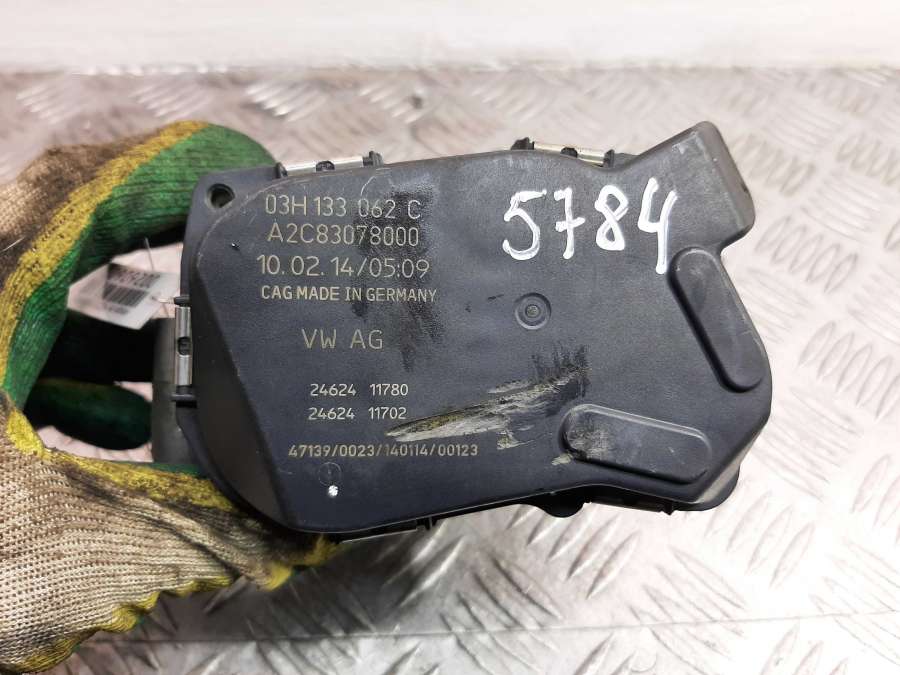 03H 133 062 C
A2C83078000
10.02.14/05:09
CAG MADE IN GERMANY
VW AG
24624 11780
24624 11702
47139/0023/140114/00123
5784